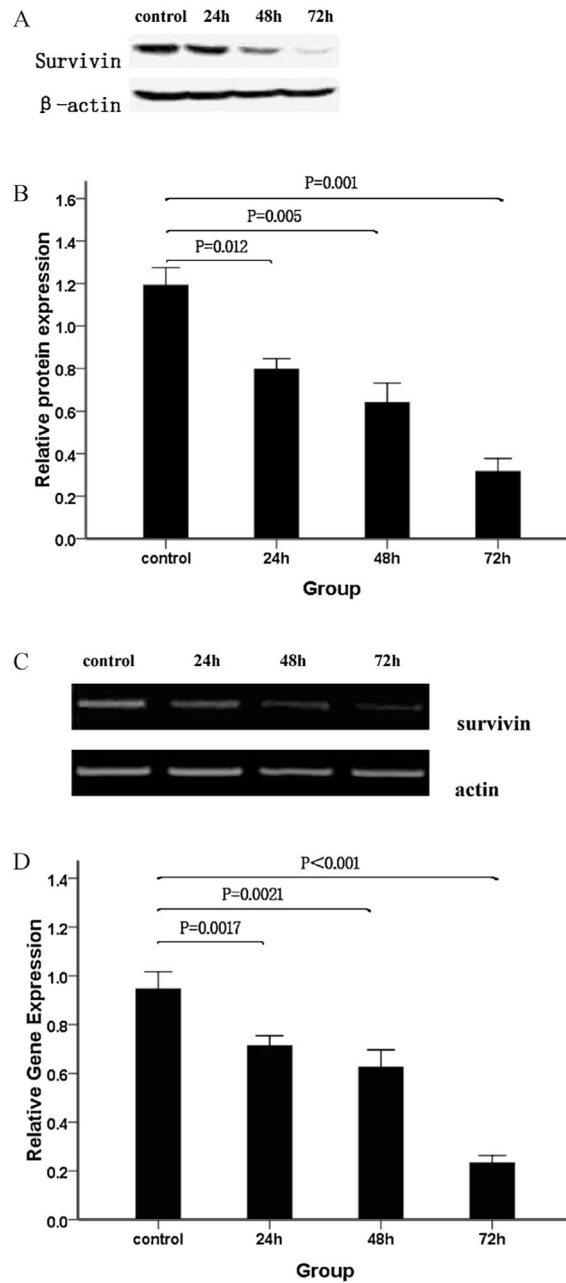 A
control 24h 48h 72h
Survivin
β-actin
B
1.6
1.4
1.2
1.0
0.8
0.6
0.4
0.2
0.0
Relative protein expression
P=0.001
P=0.005
P=0.012
control 24h 48h 72h
Group
C
control 24h 48h 72h
survivin
actin
D
1.4
1.2
1.0
0.8
0.6
0.4
0.2
0.0
Relative Gene Expression
P<0.001
P=0.0021
P=0.0017
control 24h 48h 72h
Group